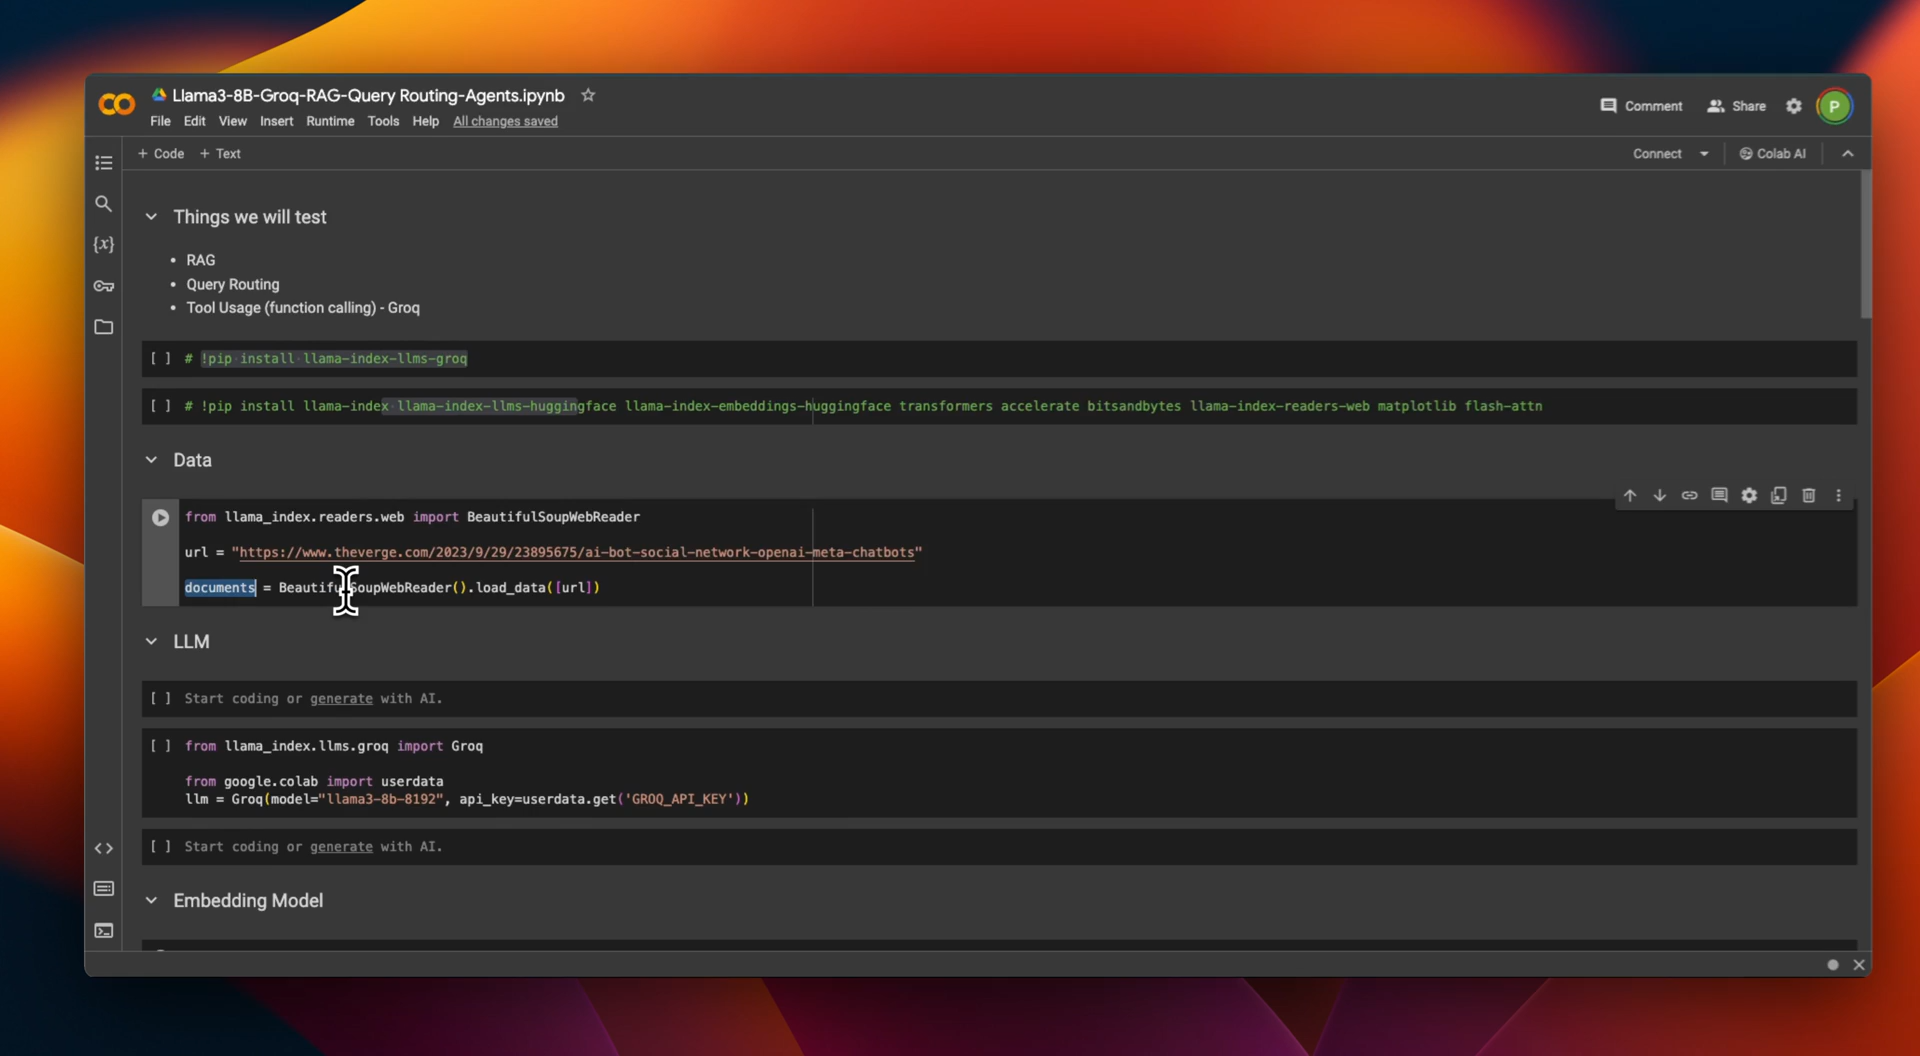 Llama3-8B-Groq-RAG-Query Routing-Agents.ipynb
File Edit View Insert Runtime Tools Help All changes saved
Comment Share P
+ Code + Text
Connect Colab AI
Things we will test
• RAG
• Query Routing
• Tool Usage (function calling) - Groq
[ ] # !pip install llama-index-llms-groq
[ ] # !pip install llama-index llama-index-llms-huggingface llama-index-embeddings-huggingface transformers accelerate bitsandbytes llama-index-readers-web matplotlib flash-attn
Data
from llama_index.readers.web import BeautifulSoupWebReader
url = "https://www.theverge.com/2023/9/29/23895675/ai-bot-social-network-openai-meta-chatbots"
documents = BeautifulSoupWebReader().load_data([url])
LLM
[ ] Start coding or generate with AI.
[ ] from llama_index.llms.groq import Groq
from google.colab import userdata
llm = Groq(model="llama3-8b-8192", api_key=userdata.get('GROQ_API_KEY'))
[ ] Start coding or generate with AI.
Embedding Model